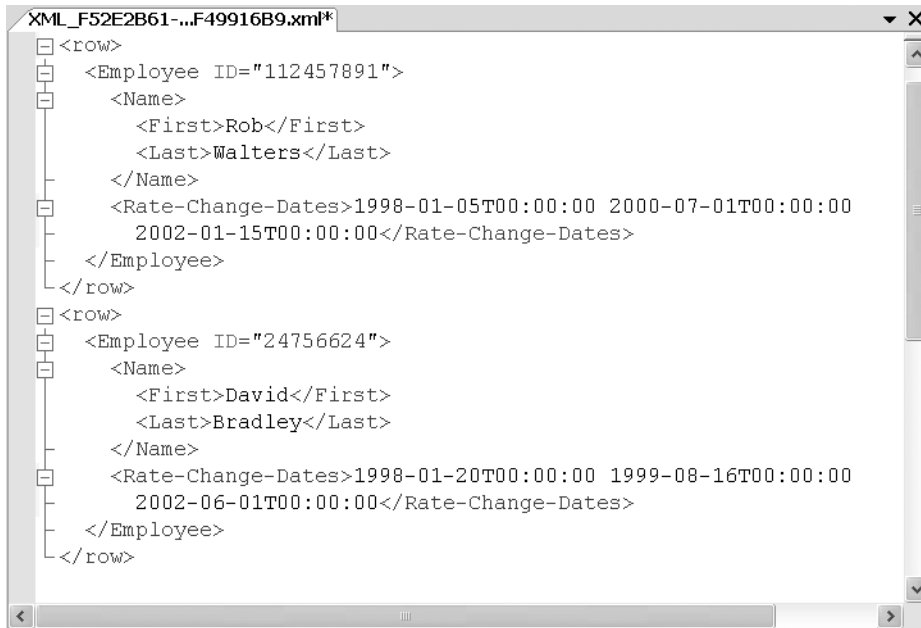 XML_F52E2B61-...F49916B9.xml*
<row>
<Employee ID="112457891">
<Name>
<First>Rob</First>
<Last>Walters</Last>
</Name>
<Rate-Change-Dates>1998-01-05T00:00:00 2000-07-01T00:00:00
2002-01-15T00:00:00</Rate-Change-Dates>
</Employee>
</row>
<row>
<Employee ID="24756624">
<Name>
<First>David</First>
<Last>Bradley</Last>
</Name>
<Rate-Change-Dates>1998-01-20T00:00:00 1999-08-16T00:00:00
2002-06-01T00:00:00</Rate-Change-Dates>
</Employee>
</row>